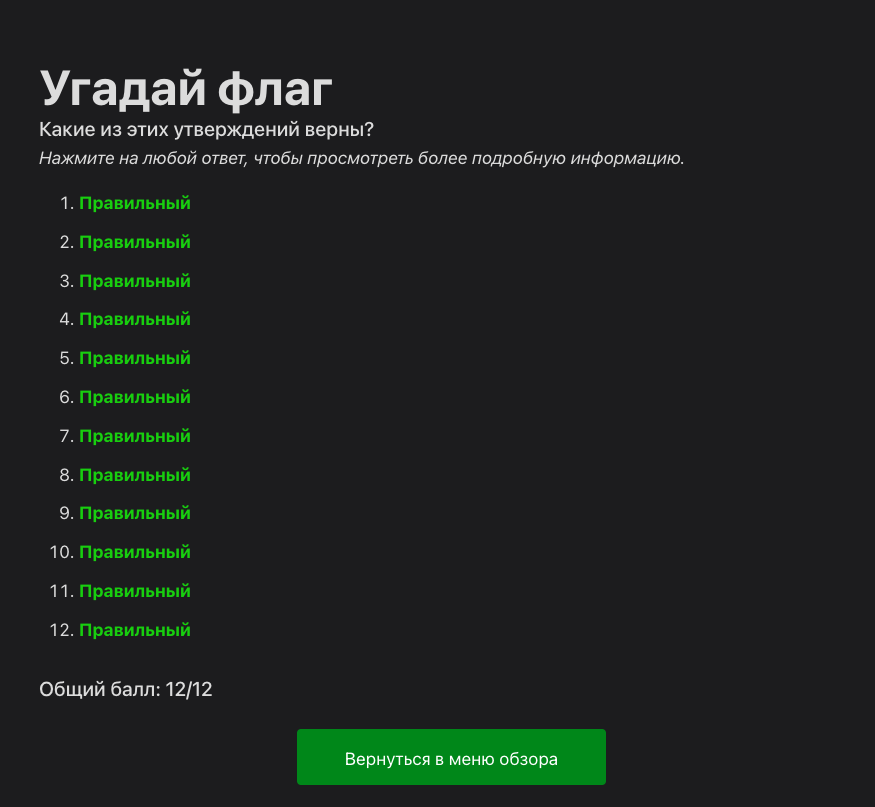 Угадай флаг
Какие из этих утверждений верны?
Нажмите на любой ответ, чтобы просмотреть более подробную информацию.
1. Правильный
2. Правильный
3. Правильный
4. Правильный
5. Правильный
6. Правильный
7. Правильный
8. Правильный
9. Правильный
10. Правильный
11. Правильный
12. Правильный
Общий балл: 12/12
Вернуться в меню обзора